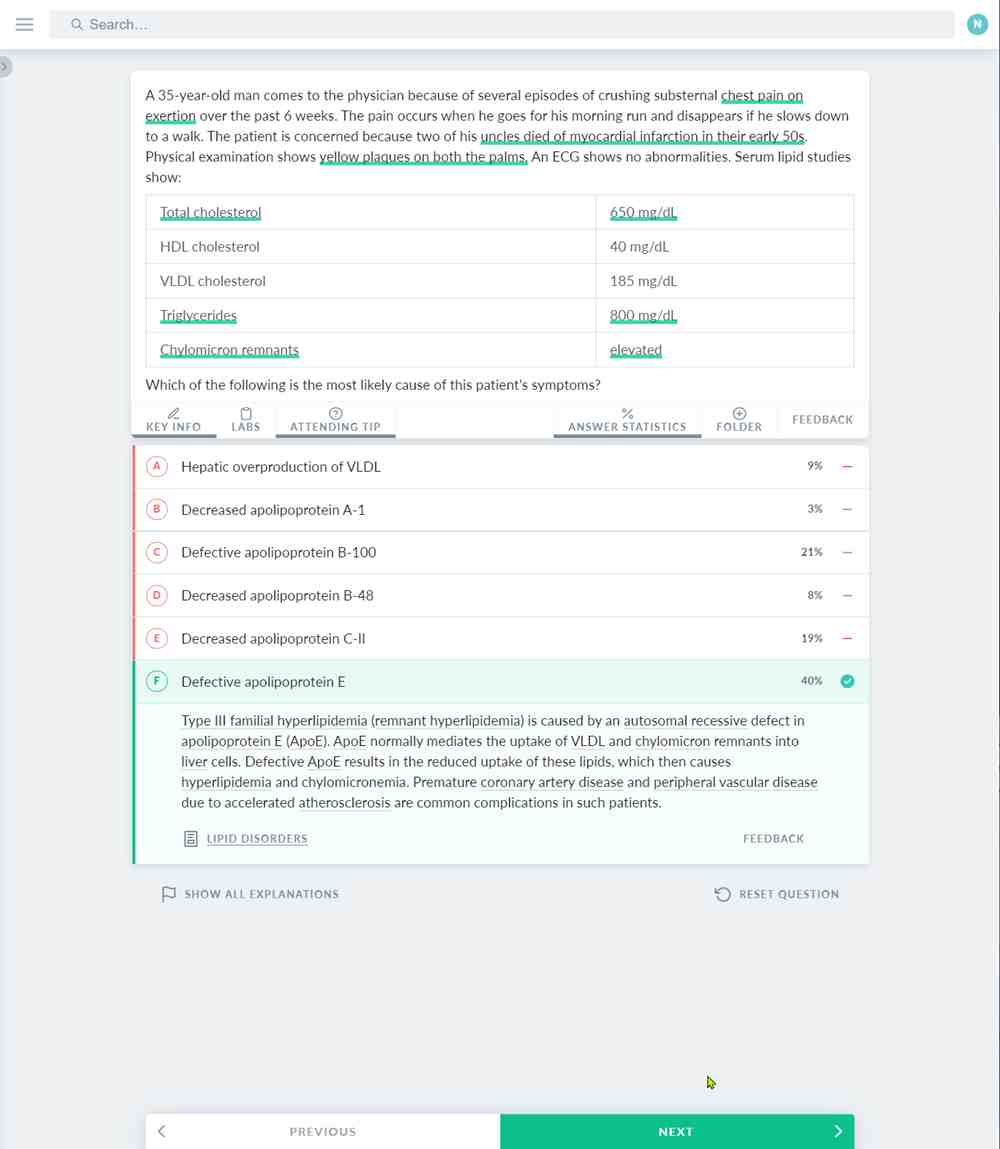 Search...
N
A 35-year-old man comes to the physician because of several episodes of crushing substernal chest pain on
exertion over the past 6 weeks. The pain occurs when he goes for his morning run and disappears if he slows down
to a walk. The patient is concerned because two of his uncles died of myocardial infarction in their early 50s.
Physical examination shows yellow plaques on both the palms. An ECG shows no abnormalities. Serum lipid studies
show:
Total cholesterol 650 mg/dL
HDL cholesterol 40 mg/dL
VLDL cholesterol 185 mg/dL
Triglycerides 800 mg/dL
Chylomicron remnants elevated
Which of the following is the most likely cause of this patient's symptoms?
KEY INFO LABS ATTENDING TIP % ANSWER STATISTICS FOLDER FEEDBACK
A Hepatic overproduction of VLDL 9%
B Decreased apolipoprotein A-1 3%
C Defective apolipoprotein B-100 21%
D Decreased apolipoprotein B-48 8%
E Decreased apolipoprotein C-II 19%
F Defective apolipoprotein E 40%
Type III familial hyperlipidemia (remnant hyperlipidemia) is caused by an autosomal recessive defect in
apolipoprotein E (ApoE). ApoE normally mediates the uptake of VLDL and chylomicron remnants into
liver cells. Defective ApoE results in the reduced uptake of these lipids, which then causes
hyperlipidemia and chylomicronemia. Premature coronary artery disease and peripheral vascular disease
due to accelerated atherosclerosis are common complications in such patients.
LIPID DISORDERS FEEDBACK
SHOW ALL EXPLANATIONS RESET QUESTION
PREVIOUS NEXT